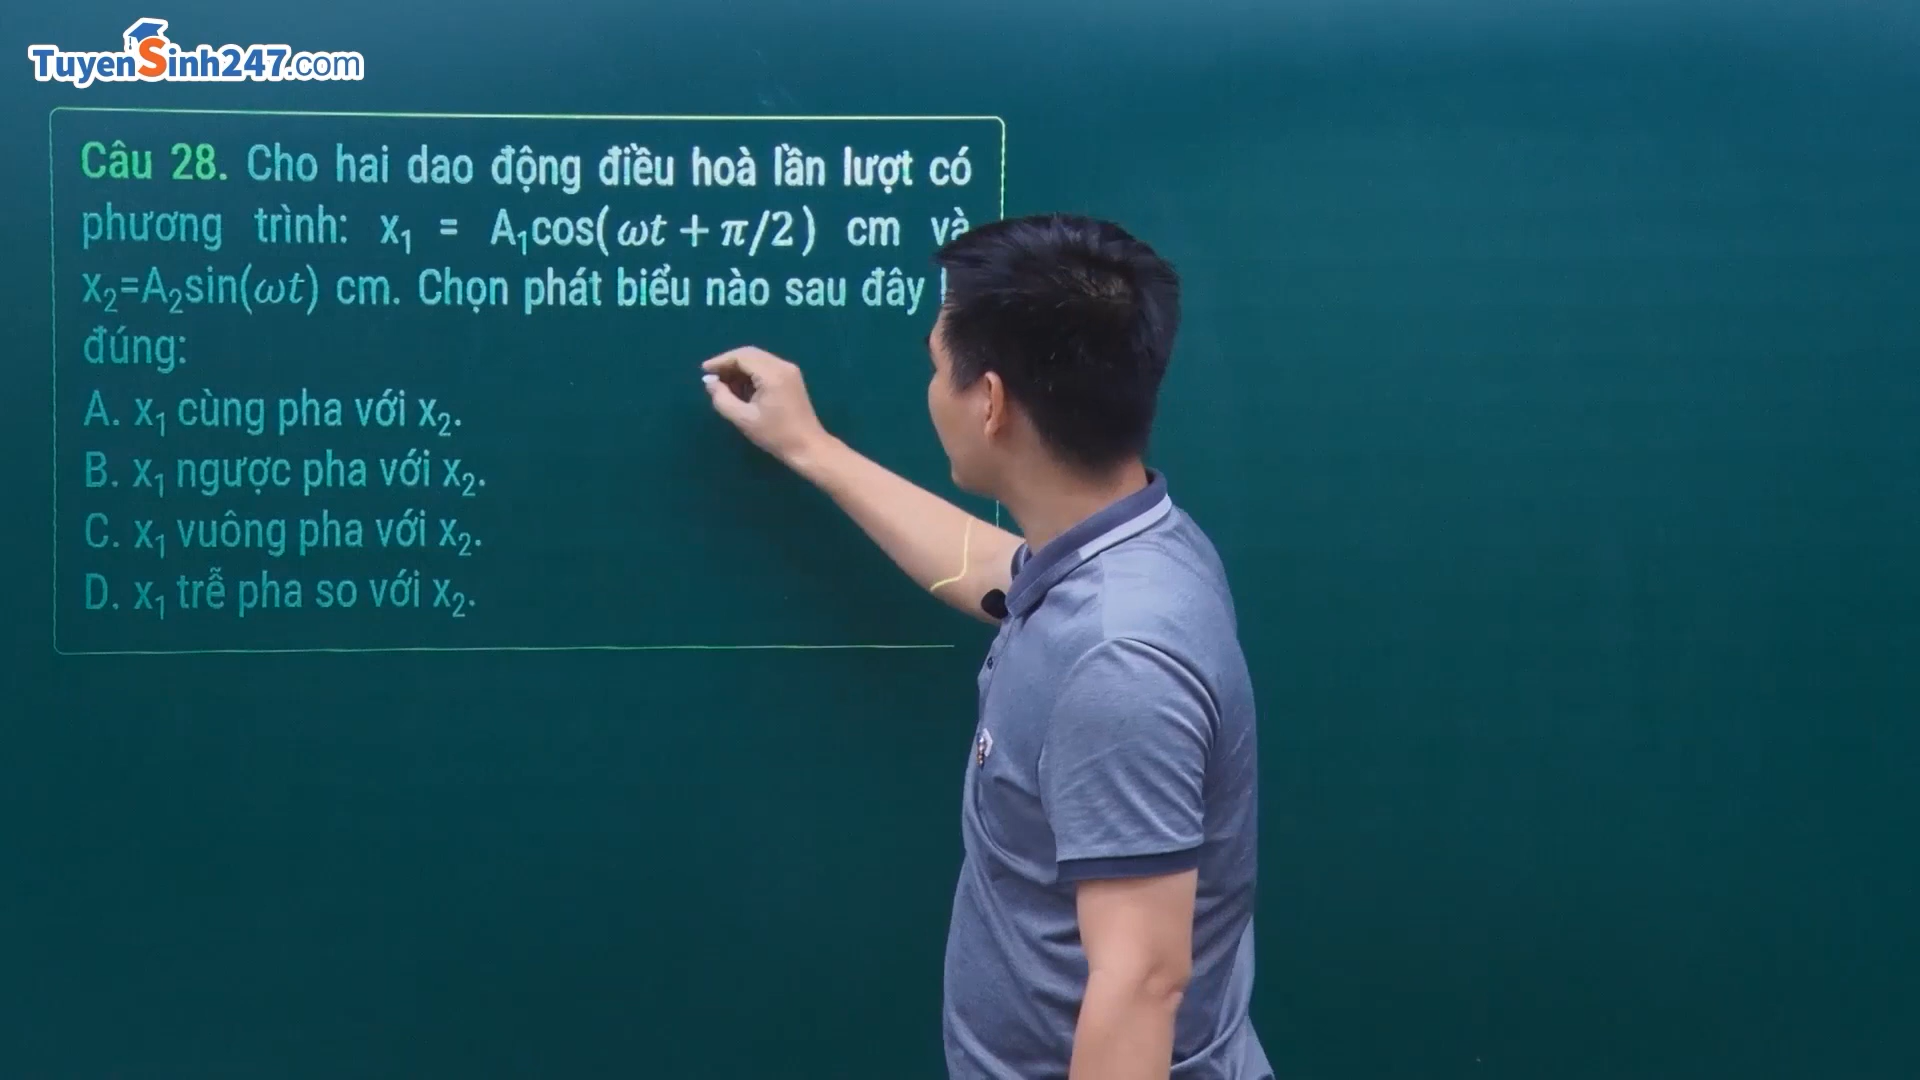 TuyenSinh247.com
Câu 28. Cho hai dao động điều hoà lần lượt có
phương trình: x₁ = A₁cos(ωt + π/2) cm và
x₂=A₂sin(ωt) cm. Chọn phát biểu nào sau đây
đúng:
A. x₁ cùng pha với x₂.
B. x₁ ngược pha với x₂.
C. x₁ vuông pha với x₂.
D. x₁ trễ pha so với x₂.